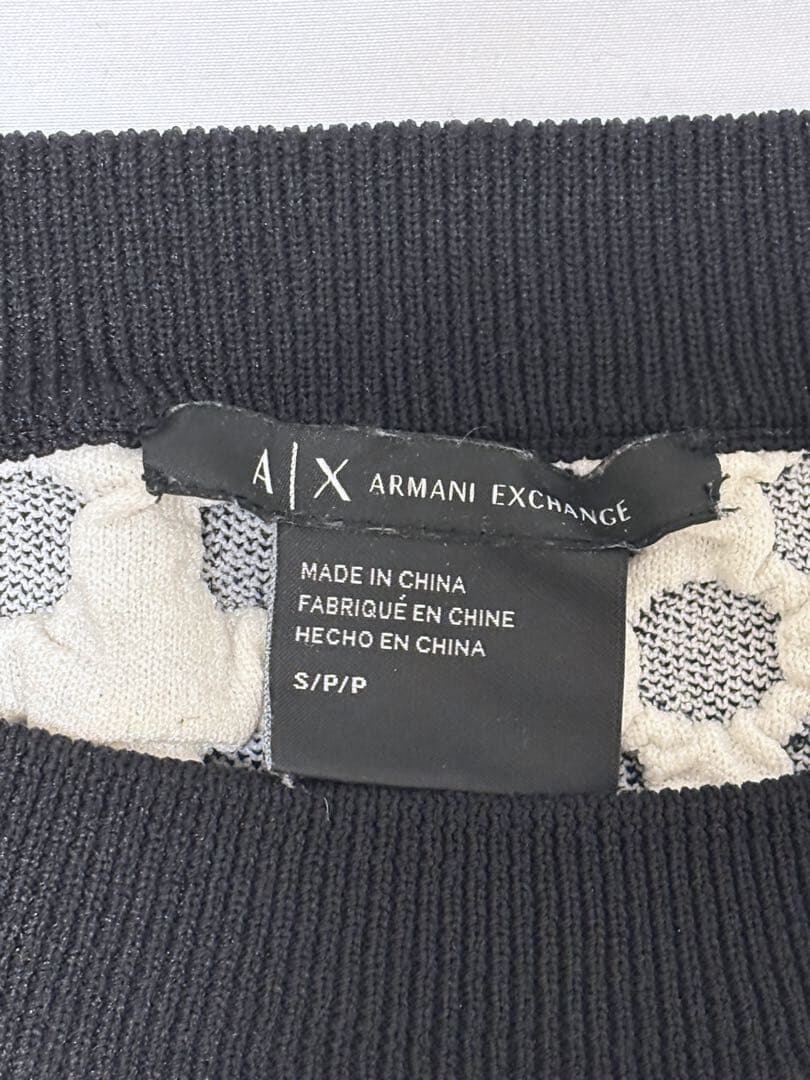 A|X ARMANI EXCHANGE
MADE IN CHINA
FABRIQUÉ EN CHINE
HECHO EN CHINA
S/P/P